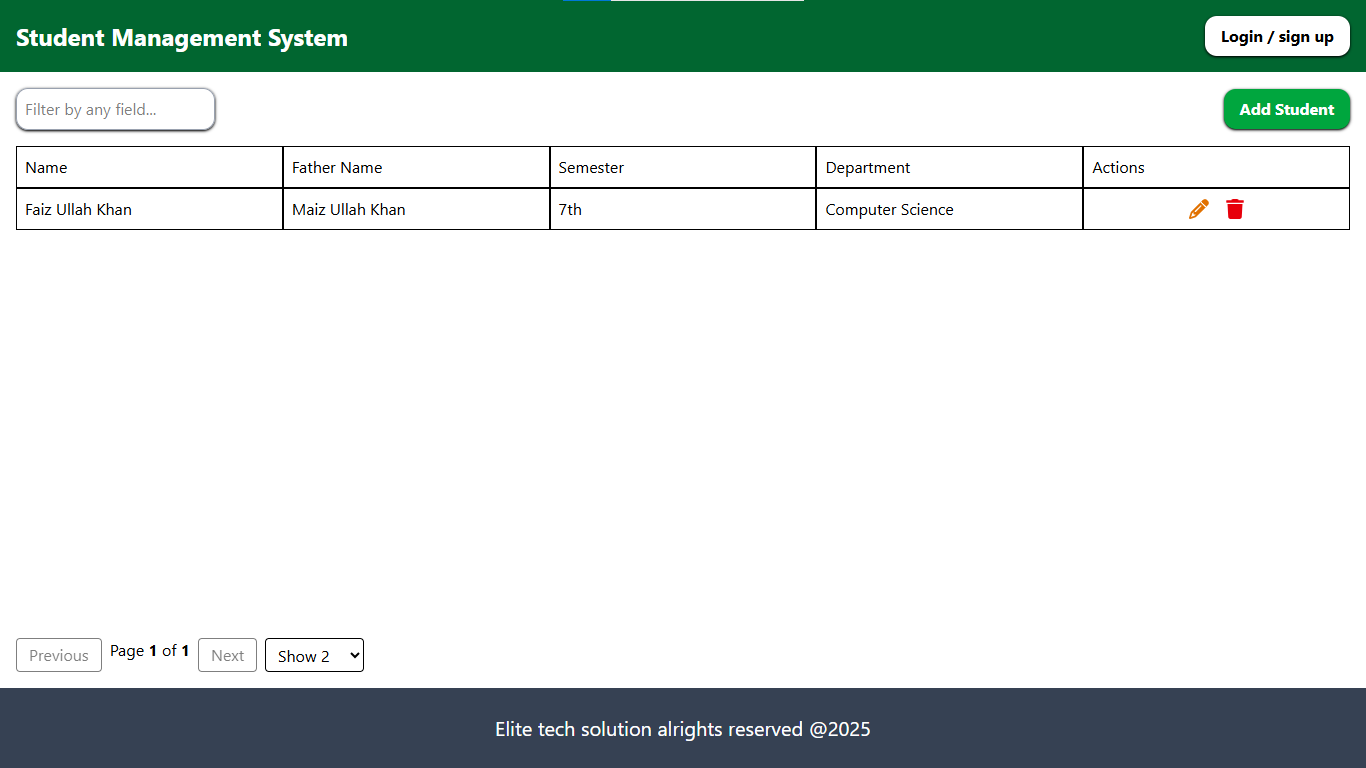 Student Management System
Login / sign up
Filter by any field...
Add Student
Name Father Name Semester Department Actions
Faiz Ullah Khan Maiz Ullah Khan 7th Computer Science
Previous Page 1 of 1 Next Show 2
Elite tech solution alrights reserved @2025